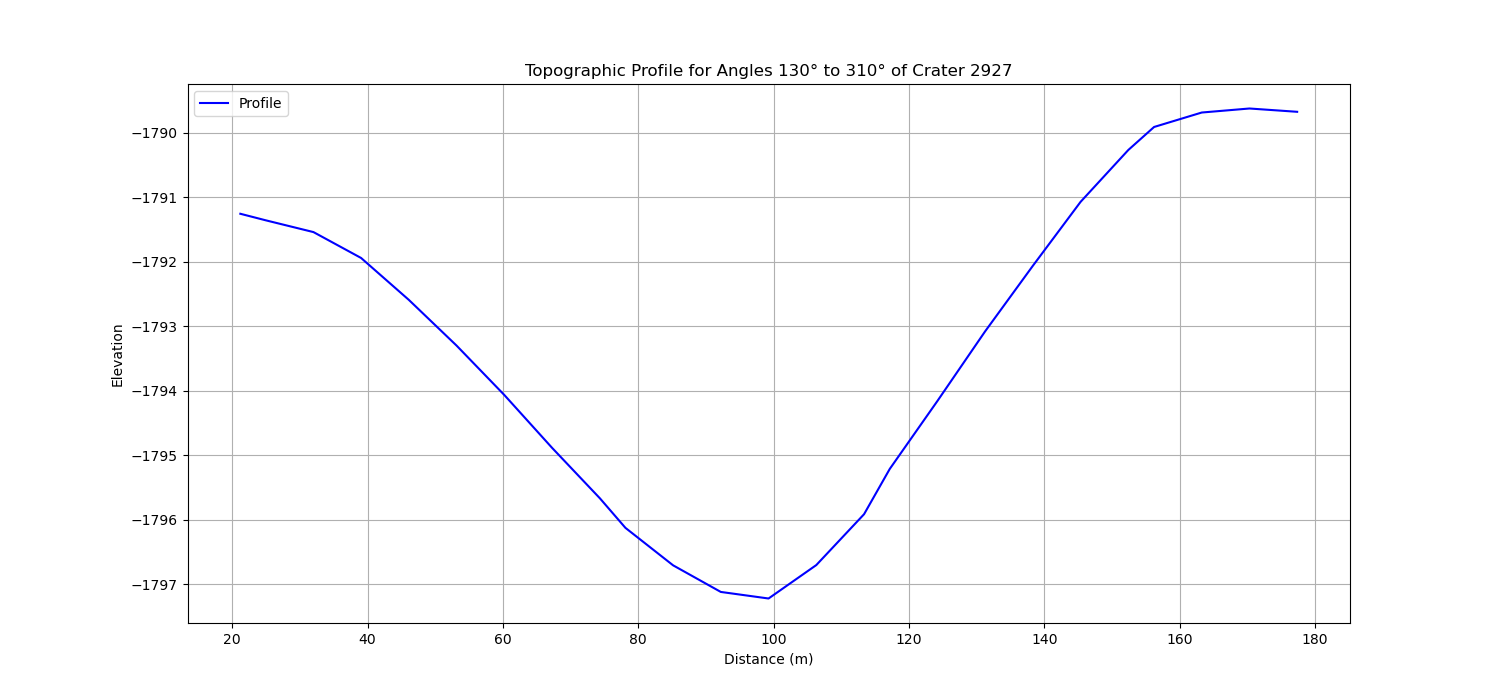 Topographic Profile for Angles 130° to 310° of Crater 2927
Profile
−1790
−1791
−1792
−1793
−1794
−1795
−1796
−1797
Elevation
20 40 60 80 100 120 140 160 180
Distance (m)